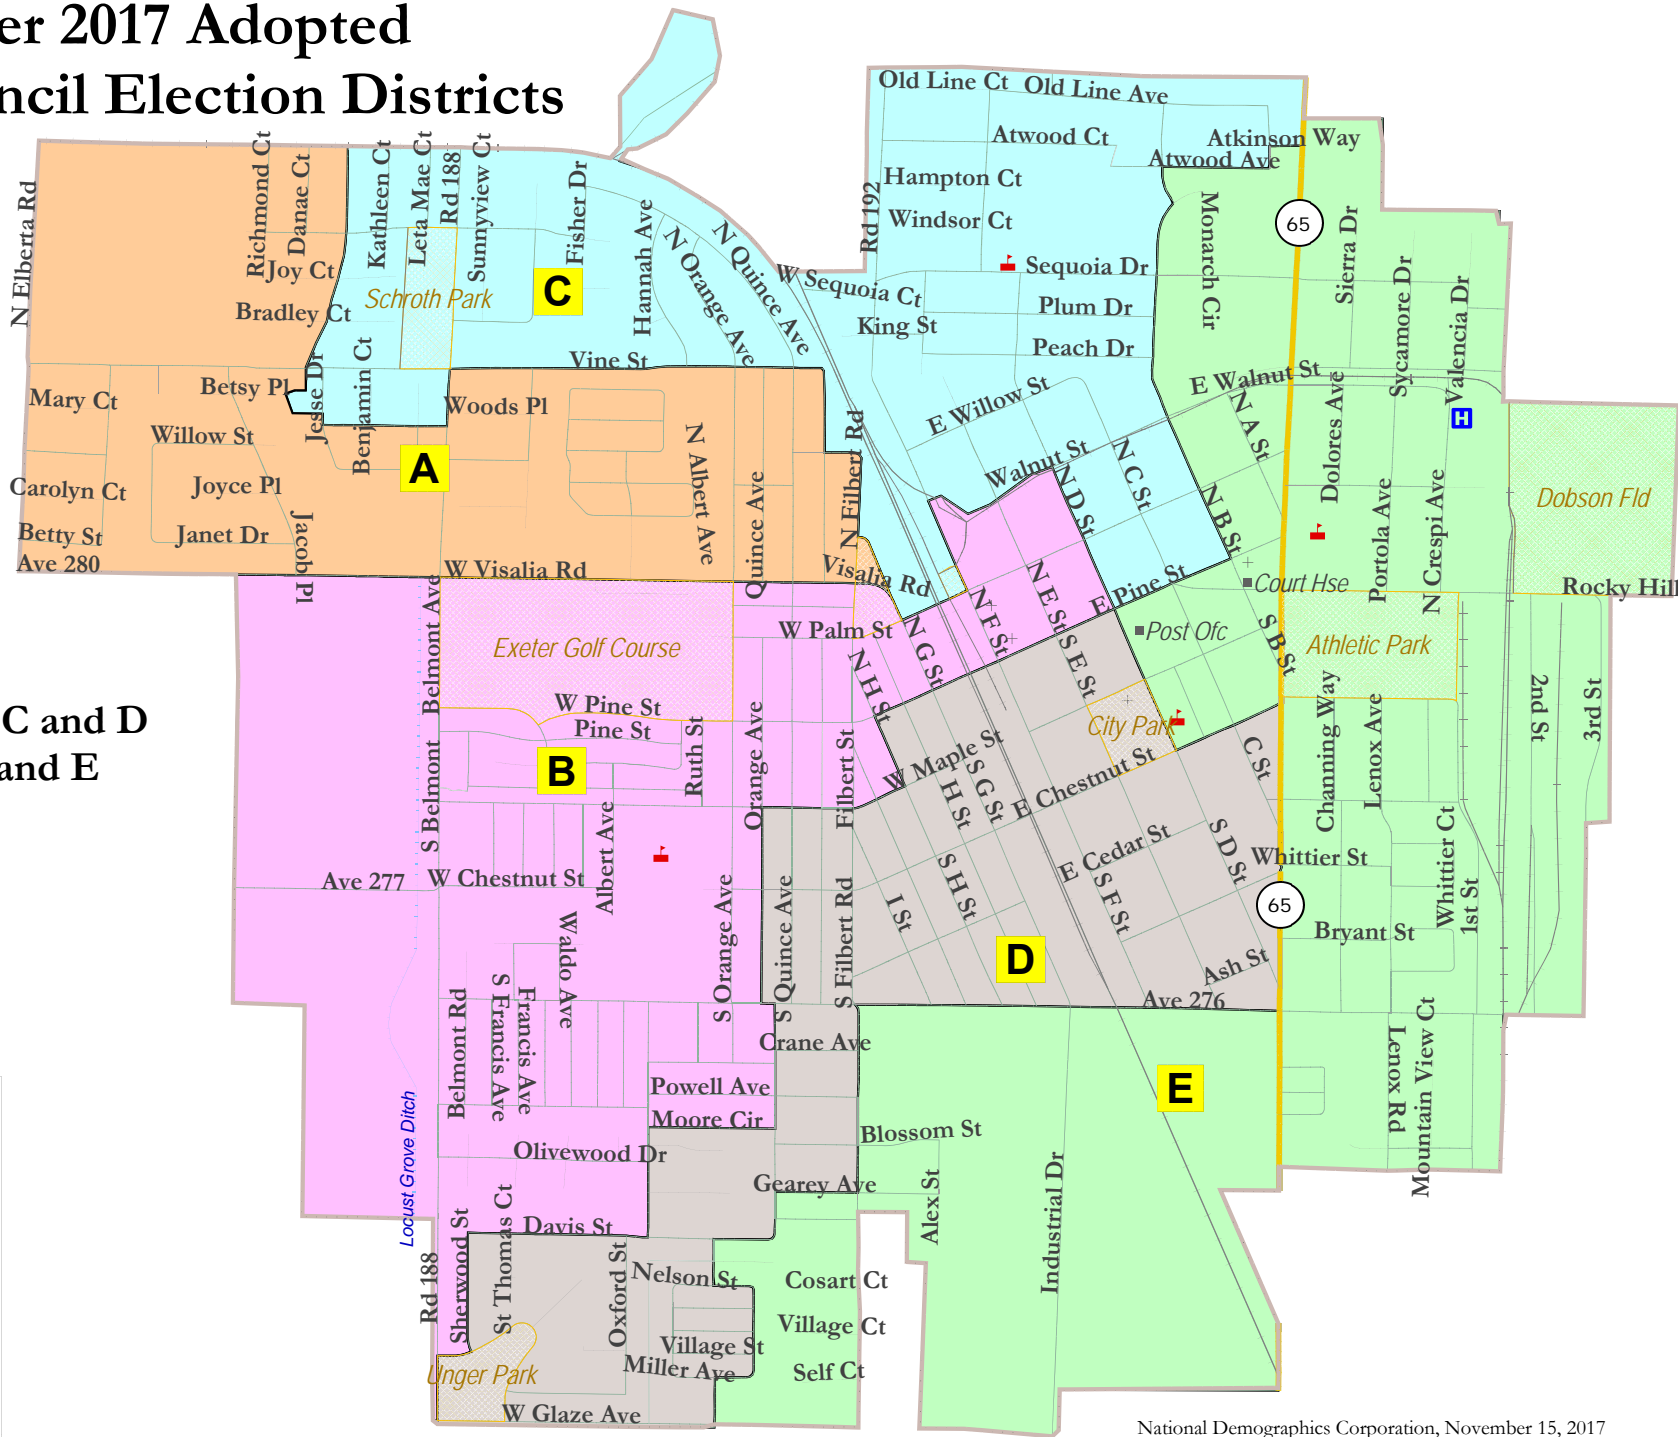 er 2017 Adopted
ncil Election Districts
C and D
and E
N Elberta Rd
Richmond Ct
Danae Ct
Joy Ct
Bradley Ct
Kathleen Ct
Leta Mae Ct
Rd 188
Sunnyview Ct
Schroth Park
C
Fisher Dr
Hannah Ave
N Orange Ave
N Quince Ave
Vine St
Old Line Ct
Old Line Ave
Atwood Ct
Atkinson Way
Atwood Ave
Hampton Ct
Windsor Ct
Rd 192
Monarch Cir
65
Sierra Dr
Sequoia Dr
W Sequoia Ct
Plum Dr
King St
Peach Dr
Sycamore Dr
Valencia Dr
E Walnut St
E Willow St
Walnut St
H
Mary Ct
Betsy Pl
Jesse Dr
Benjamin Ct
Woods Pl
Willow St
A
Carolyn Ct
Joyce Pl
Betty St
Janet Dr
Jacob Pl
Ave 280
W Visalia Rd
N Albert Ave
Quince Ave
N Filbert Rd
Visalia Rd
N D St
N C St
N A St
N B St
Dolores Ave
Portola Ave
N Crespi Ave
Dobson Fld
Rocky Hill
Court Hse
Athletic Park
Post Ofc
N E St
E Pine St
N F St
N G St
N H St
S E St
S B St
City Park
Belmont Ave
Exeter Golf Course
W Palm St
W Pine St
Pine St
Ruth St
Orange Ave
Filbert St
B
S Belmont
Albert Ave
Ave 277
W Chestnut St
W Maple St
S G St
H St
E Chestnut St
C St
Channing Way
Lenox Ave
2nd St
3rd St
E Cedar St
S D St
Whittier St
Whittier Ct
1st St
S F St
S H St
I St
65
Bryant St
D
Ash St
Ave 276
Waldo Ave
S Orange Ave
S Quince Ave
S Filbert Rd
Belmont Rd
S Francis Ave
Francis Ave
Crane Ave
Powell Ave
Moore Cir
Olivewood Dr
Gearey Ave
Blossom St
E
Lenox Rd
Mountain View Ct
Locust Grove Ditch
Davis St
St Thomas Ct
Sherwood St
Rd 188
Oxford St
Nelson St
Alex St
Industrial Dr
Cosart Ct
Village Ct
Village St
Miller Ave
Self Ct
Unger Park
W Glaze Ave
National Demographics Corporation, November 15, 2017